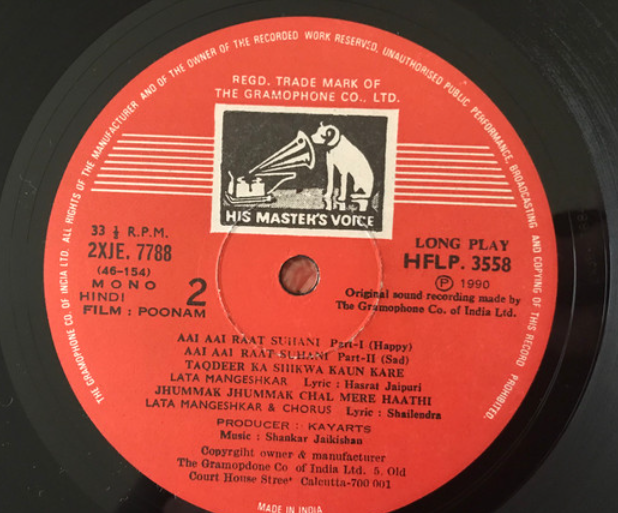 THE GRAMOPHONE CO. OF INCIA LTD. ALL RIGHTS OF THE MANUFACTURER AND OF THE OWNER OF THE RECORDED WORK RESERVED, UNAUTHORISED PUBLIC PERFORMANCE, BROADCASTING AND COPYING OF THIS RECORD PROHIBITED.
REGD. TRADE MARK OF
THE GRAMOPHONE CO., LTD.
HIS MASTER'S VOICE
33 ⅓ R.P.M.
2XJE. 7788
(46-154)
MONO
HINDI
FILM : POONAM
2
LONG PLAY
HFLP. 3558
Ⓟ 1990
Original sound recording made by
The Gramophone Co. of India Ltd.
AAI AAI RAAT SUHANI Part-I (Happy)
AAI AAI RAAT SUHANI Part-II (Sad)
TAQDEER KA SHIKWA KAUN KARE
LATA MANGESHKAR Lyric : Hasrat Jaipuri
JHUMMAK JHUMMAK CHAL MERE HAATHI
LATA MANGESHKAR & CHORUS Lyric : Shailendra
PRODUCER : KAYARTS
Music : Shankar Jaikishan
Copyrgiht owner & manufacturer
The Gramopdone Co of India Ltd. 5. Old
Court House Street Calcutta-700 001
MADE IN INDIA